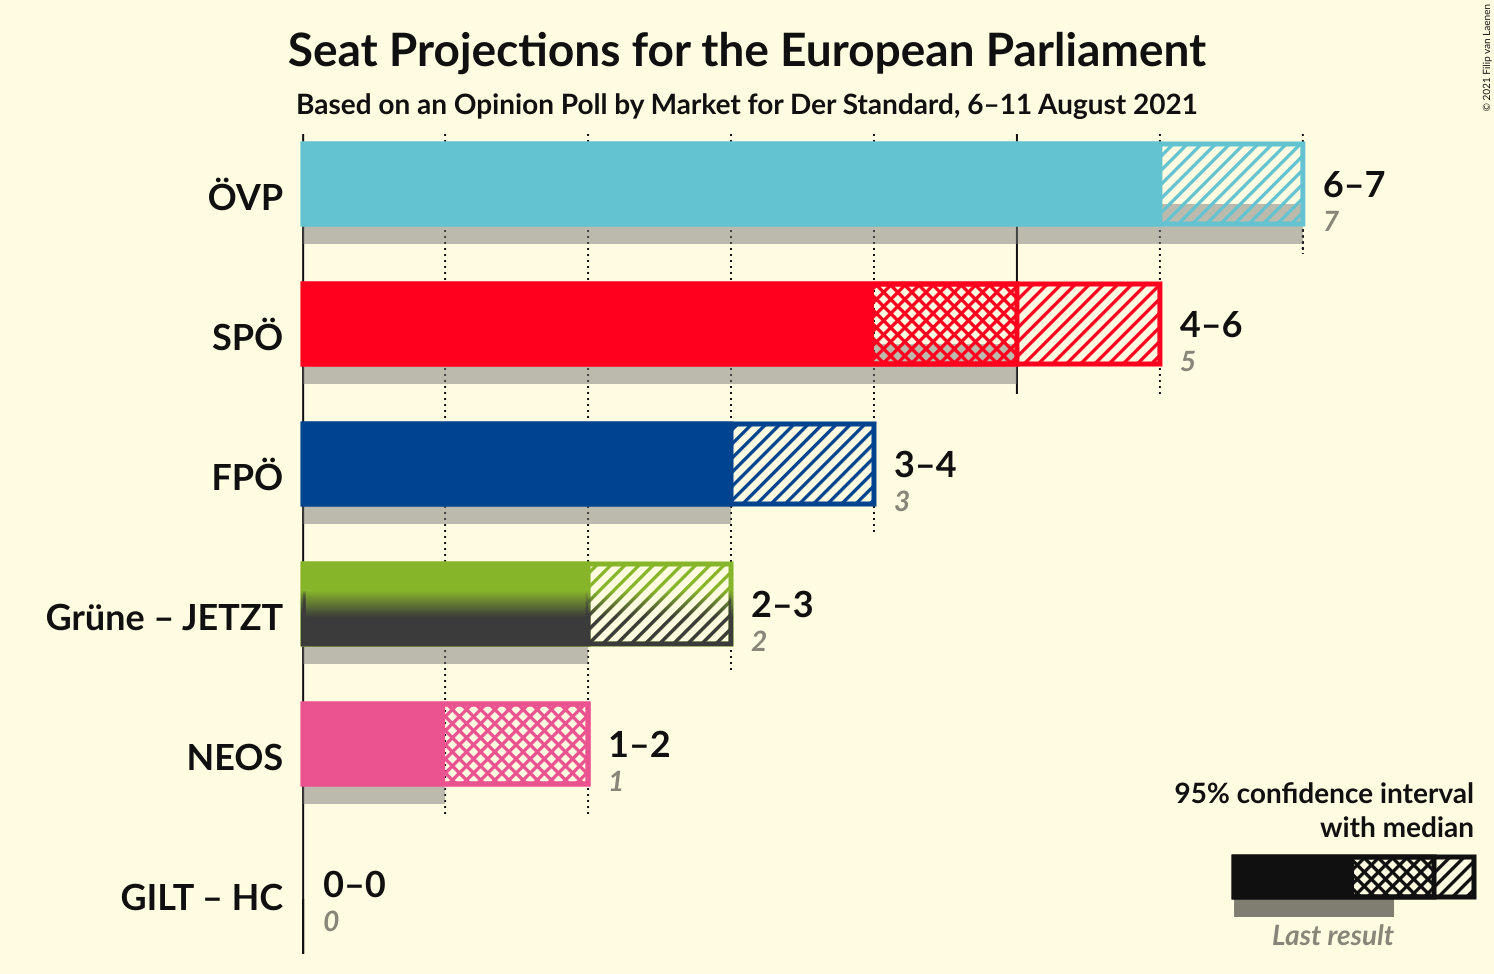 Seat Projections for the European Parliament
Based on an Opinion Poll by Market for Der Standard, 6–11 August 2021
© 2021 Filip van Laenen
ÖVP
6–7
7
SPÖ
4–6
5
FPÖ
3–4
3
Grüne – JETZT
2–3
2
NEOS
1–2
1
GILT – HC
0–0
0
95% confidence interval
with median
Last result